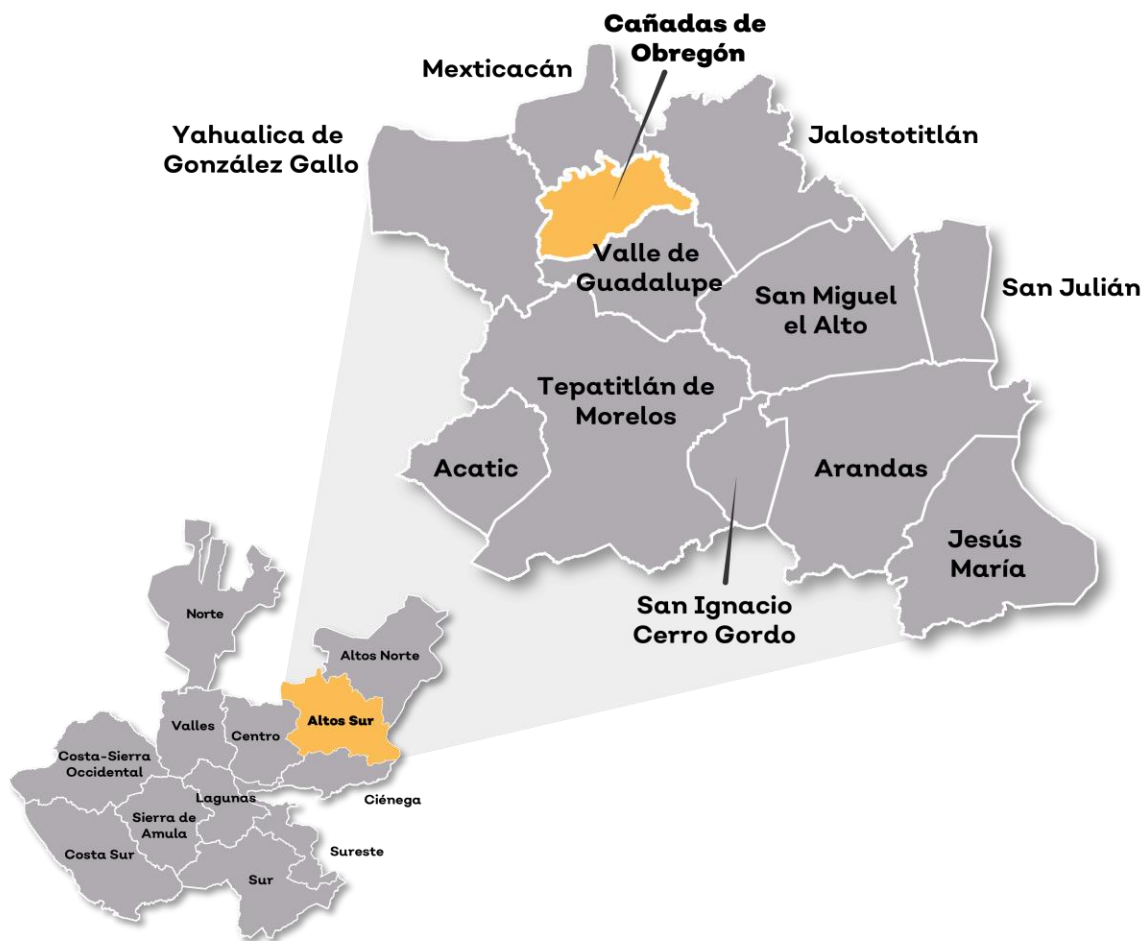 Cañadas de
Obregón
Mexticacán
Yahualica de
González Gallo
Jalostotitlán
Valle de
Guadalupe
San Miguel
el Alto
San Julián
Tepatitlán de
Morelos
Acatic
Arandas
Jesús
María
San Ignacio
Cerro Gordo
Norte
Altos Norte
Altos Sur
Valles
Centro
Costa-Sierra
Occidental
Lagunas
Ciénega
Sierra de
Amula
Costa Sur
Sureste
Sur